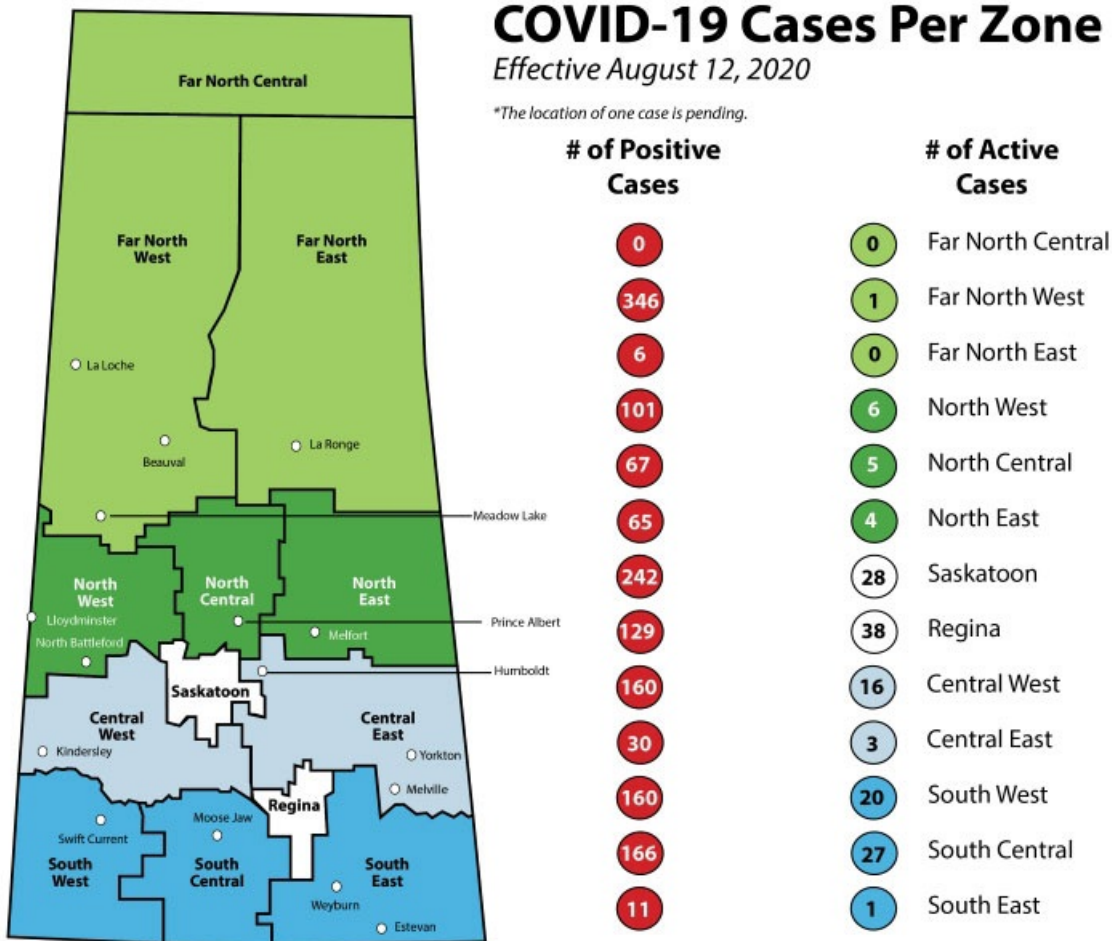 COVID-19 Cases Per Zone
Effective August 12, 2020
*The location of one case is pending.
# of Positive
Cases
# of Active
Cases
0 0 Far North Central
346 1 Far North West
6 0 Far North East
101 6 North West
67 5 North Central
65 4 North East
242 28 Saskatoon
129 38 Regina
160 16 Central West
30 3 Central East
160 20 South West
166 27 South Central
11 1 South East
Far North Central
Far North
West
Far North
East
La Loche
Beauval
La Ronge
Meadow Lake
North
West
North
Central
North
East
Lloydminster
Prince Albert
North Battleford
Melfort
Humboldt
Saskatoon
Central
West
Central
East
Kindersley
Yorkton
Melville
Regina
Moose Jaw
Swift Current
South
West
South
Central
South
East
Weyburn
Estevan